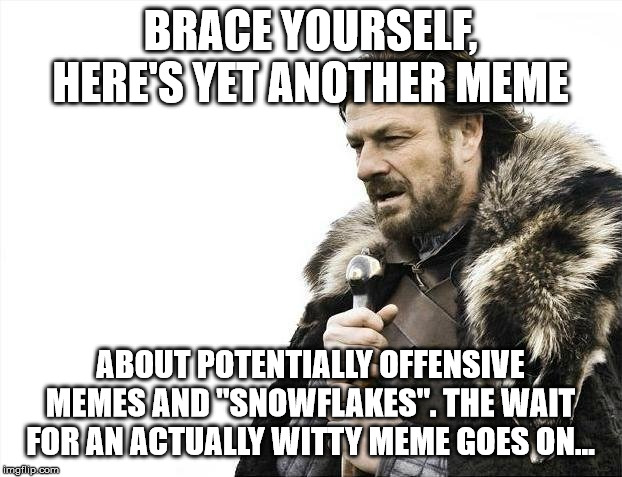 BRACE YOURSELF,
HERE'S YET ANOTHER MEME
ABOUT POTENTIALLY OFFENSIVE
MEMES AND "SNOWFLAKES". THE WAIT
FOR AN ACTUALLY WITTY MEME GOES ON...
imgflip.com